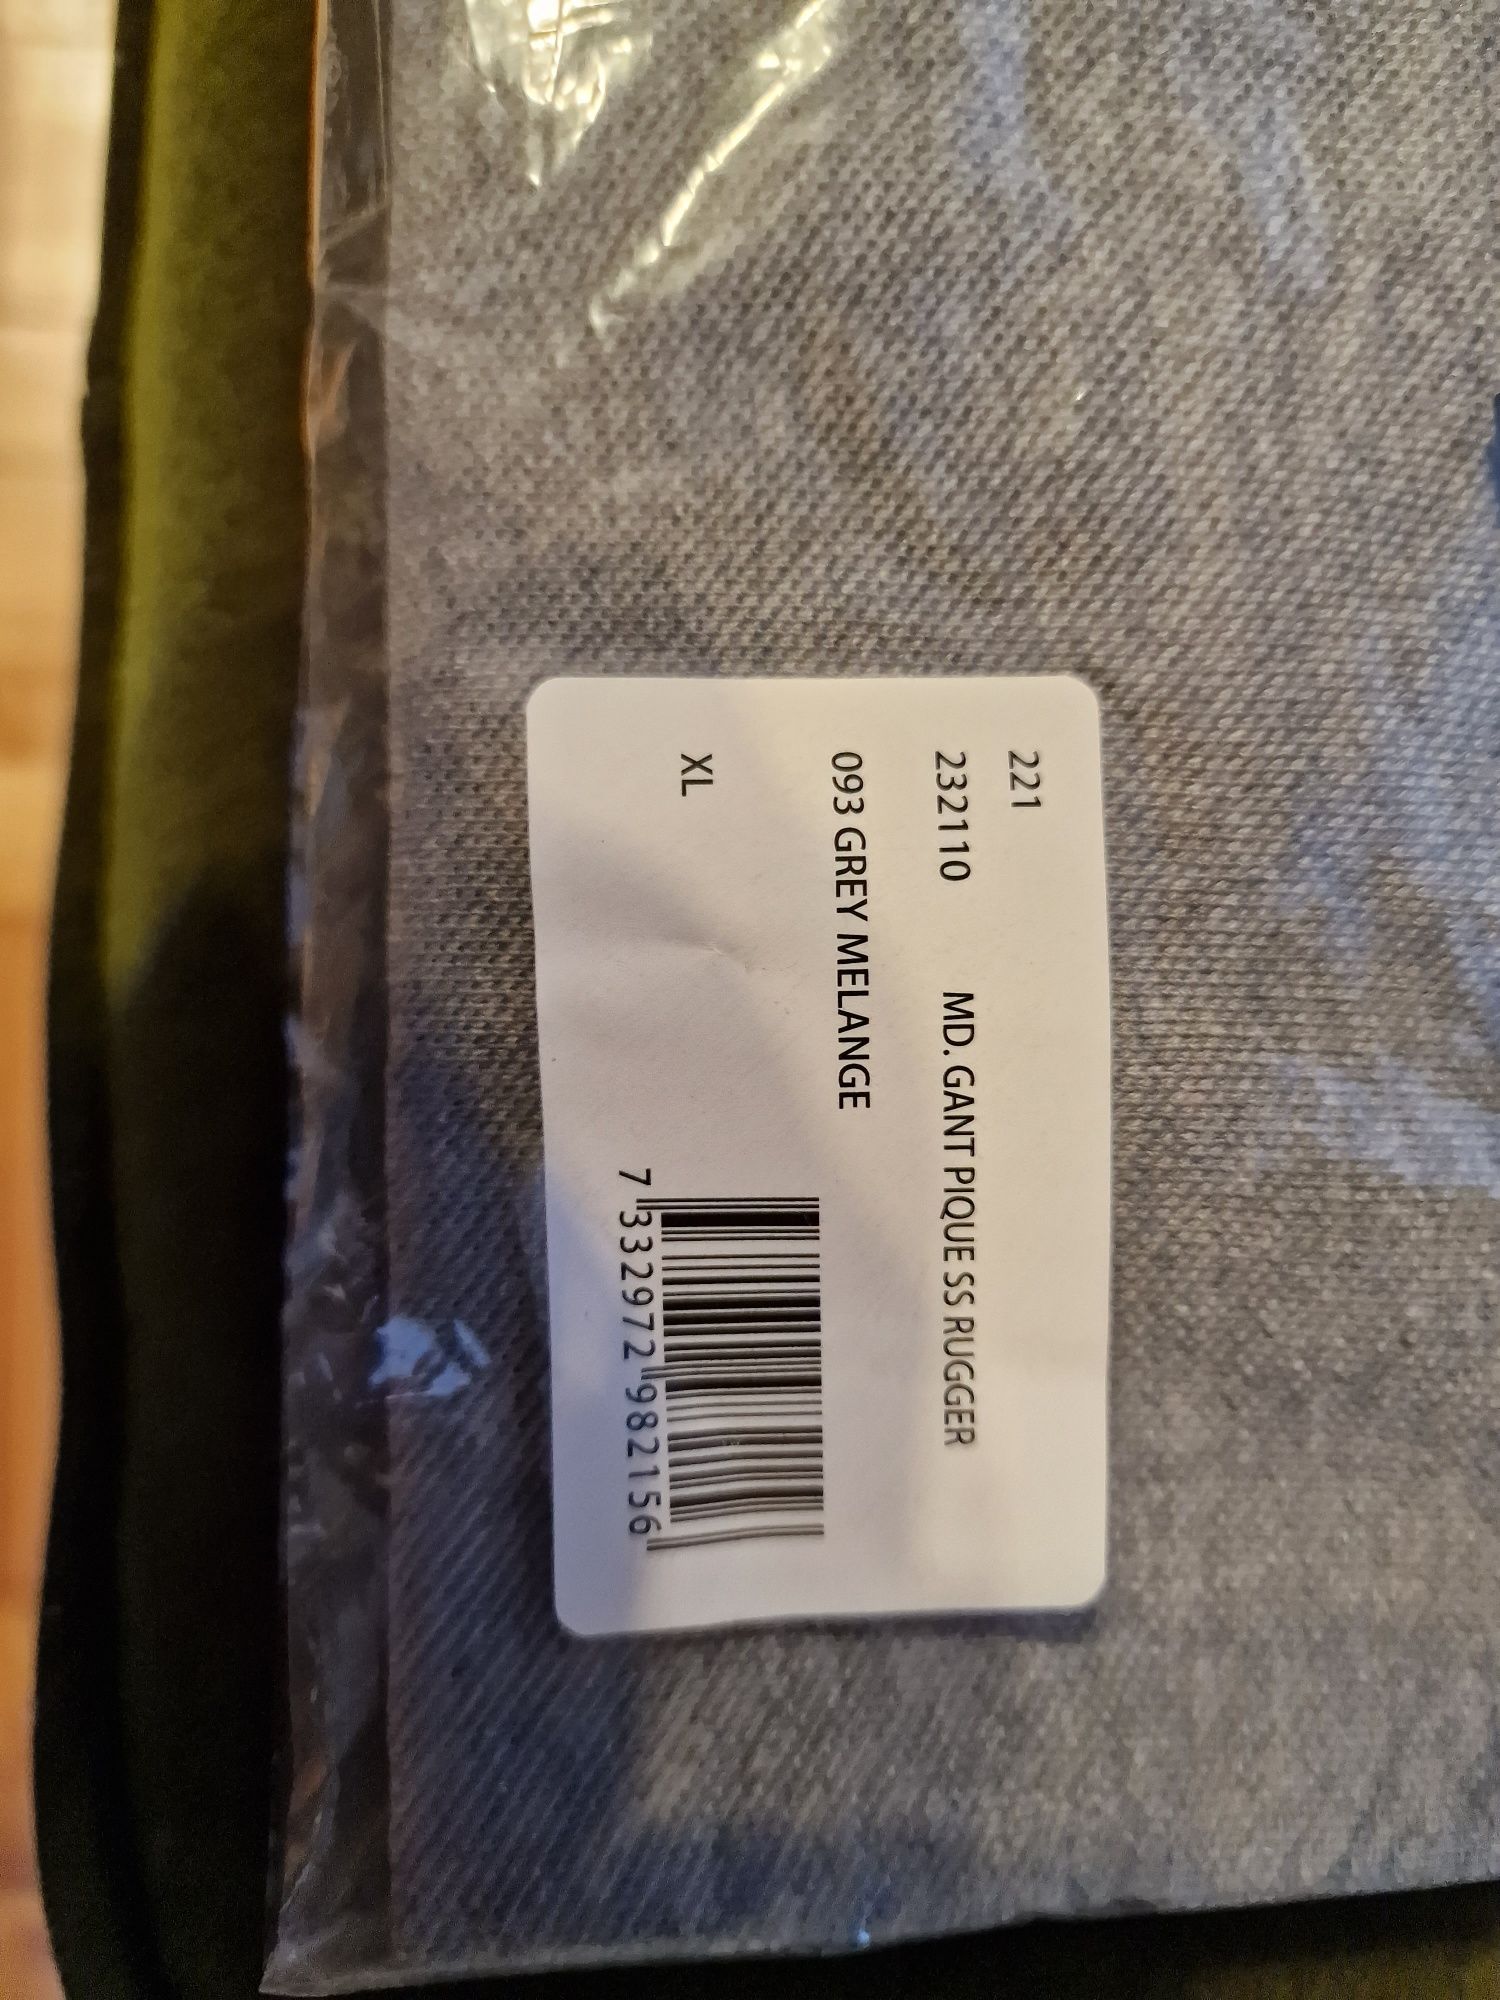 221
232110 MD. GANT PIQUE SS RUGGER
093 GREY MELANGE
XL
7 332972 982156